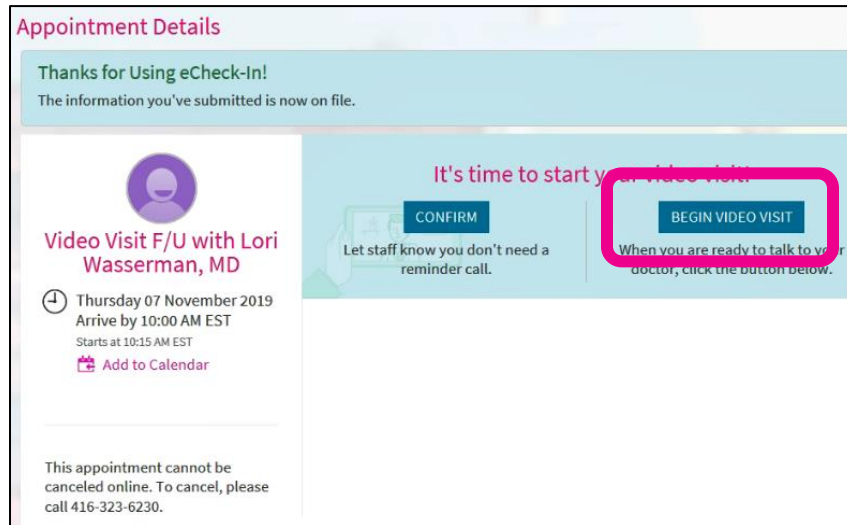 Appointment Details
Thanks for Using eCheck-In!
The information you've submitted is now on file.
It's time to start your video visit!
CONFIRM
Let staff know you don't need a
reminder call.
BEGIN VIDEO VISIT
When you are ready to talk to your
doctor, click the button below.
Video Visit F/U with Lori
Wasserman, MD
Thursday 07 November 2019
Arrive by 10:00 AM EST
Starts at 10:15 AM EST
Add to Calendar
This appointment cannot be
canceled online. To cancel, please
call 416-323-6230.